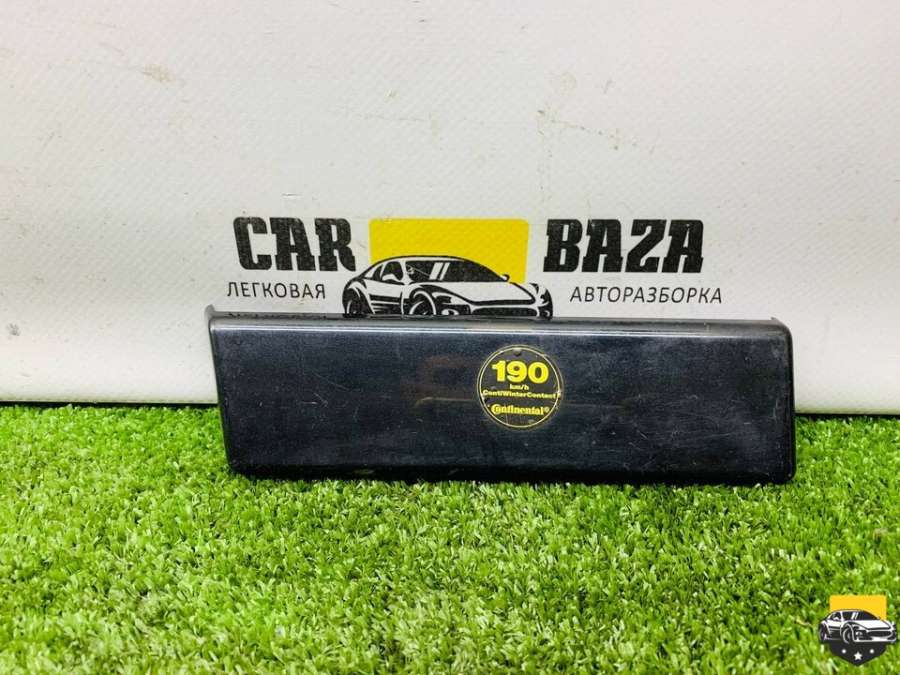 CAR BAZA
ЛЕГКОВАЯ АВТОРАЗБОРКА
190
km/h
ContiWinterContact
Continental